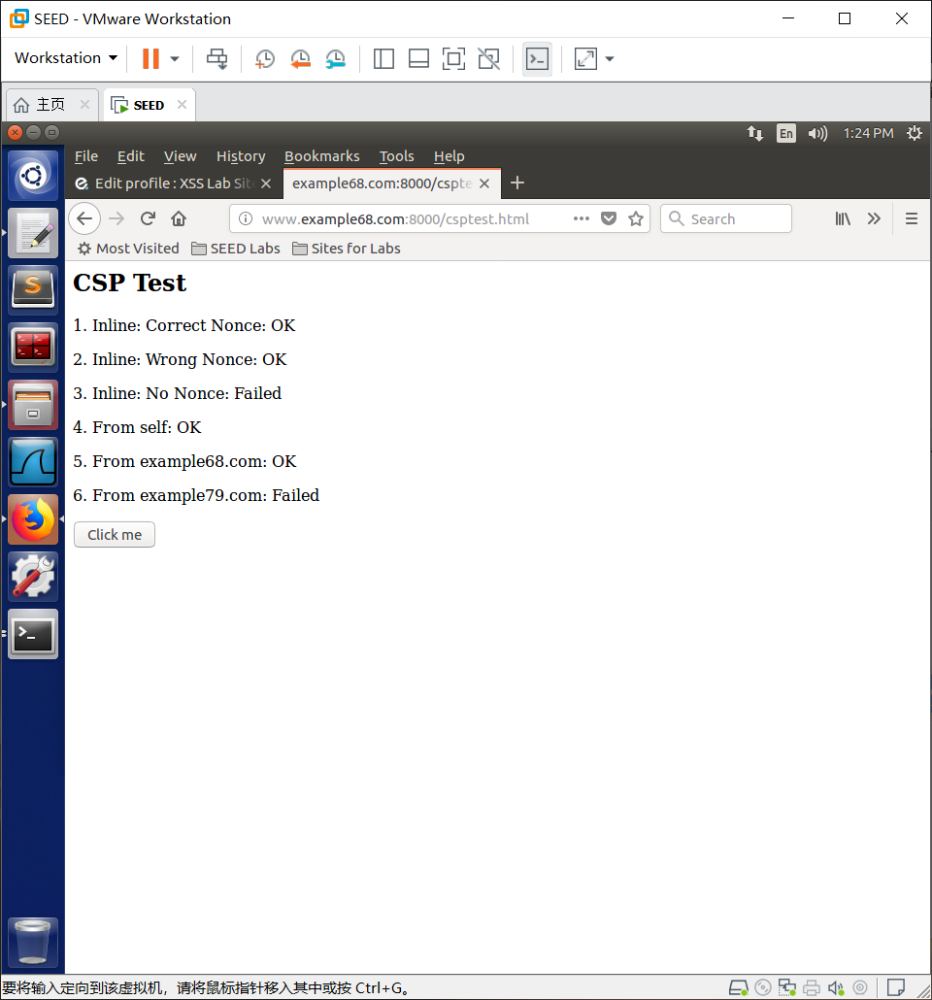 SEED - VMware Workstation
Workstation
主页
SEED
En
1:24 PM
File Edit View History Bookmarks Tools Help
Edit profile : XSS Lab Sit
example68.com:8000/cspte
www.example68.com:8000/csptest.html
Search
Most Visited
SEED Labs
Sites for Labs
CSP Test
1. Inline: Correct Nonce: OK
2. Inline: Wrong Nonce: OK
3. Inline: No Nonce: Failed
4. From self: OK
5. From example68.com: OK
6. From example79.com: Failed
Click me
要将输入定向到该虚拟机，请将鼠标指针移入其中或按 Ctrl+G。